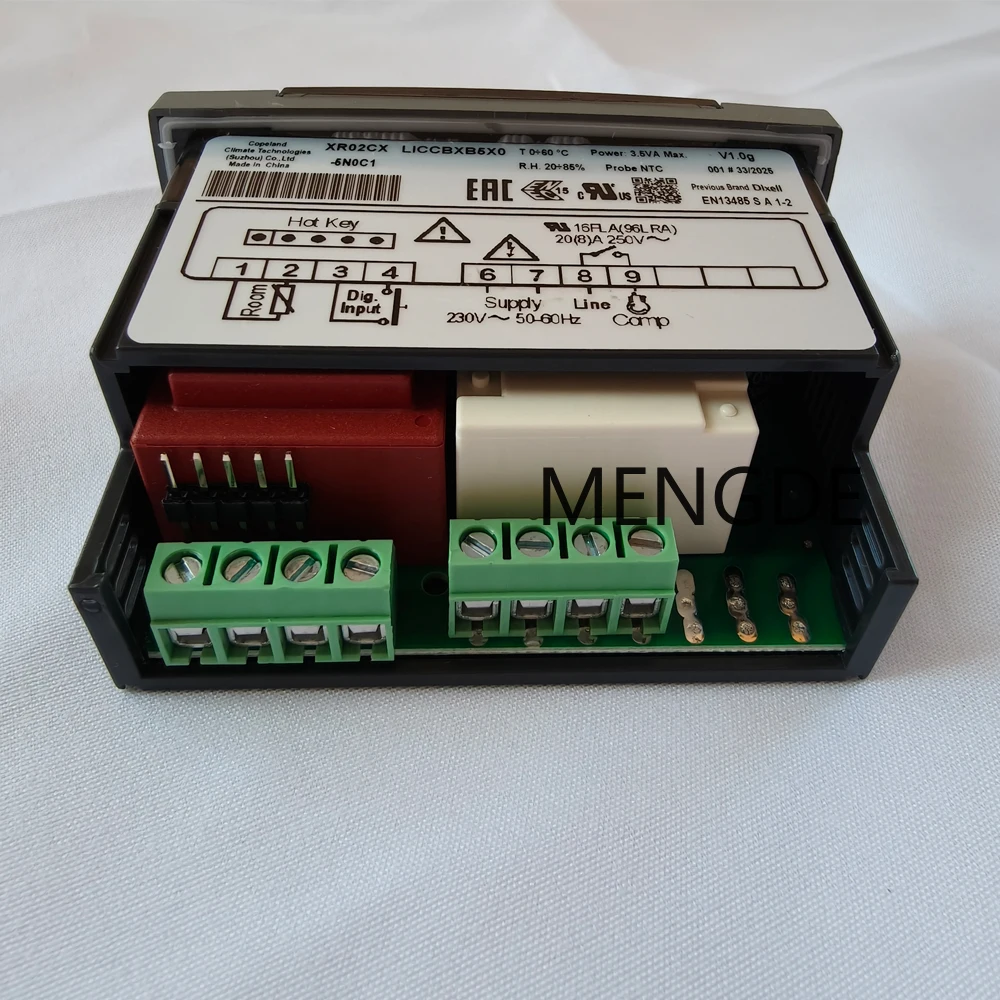 Copeland
Climate Technologies
(Suzhou) Co.,Ltd
Made in China
XR02CX LICCBXB5X0
-5N0C1
T 0÷60 °C Power: 3.5VA Max. V1.0g
R.H. 20÷85% Probe NTC 001 # 33/2025
EAC 15 c US Previous Brand Dixell
EN13485 S A 1-2
Hot Key
16FLA(96LRA)
20(8)A 250V~
1 2 3 4 6 7 8 9
Room
Dig.
Input
Supply Line
230V~ 50-60Hz Comp
MENGDE